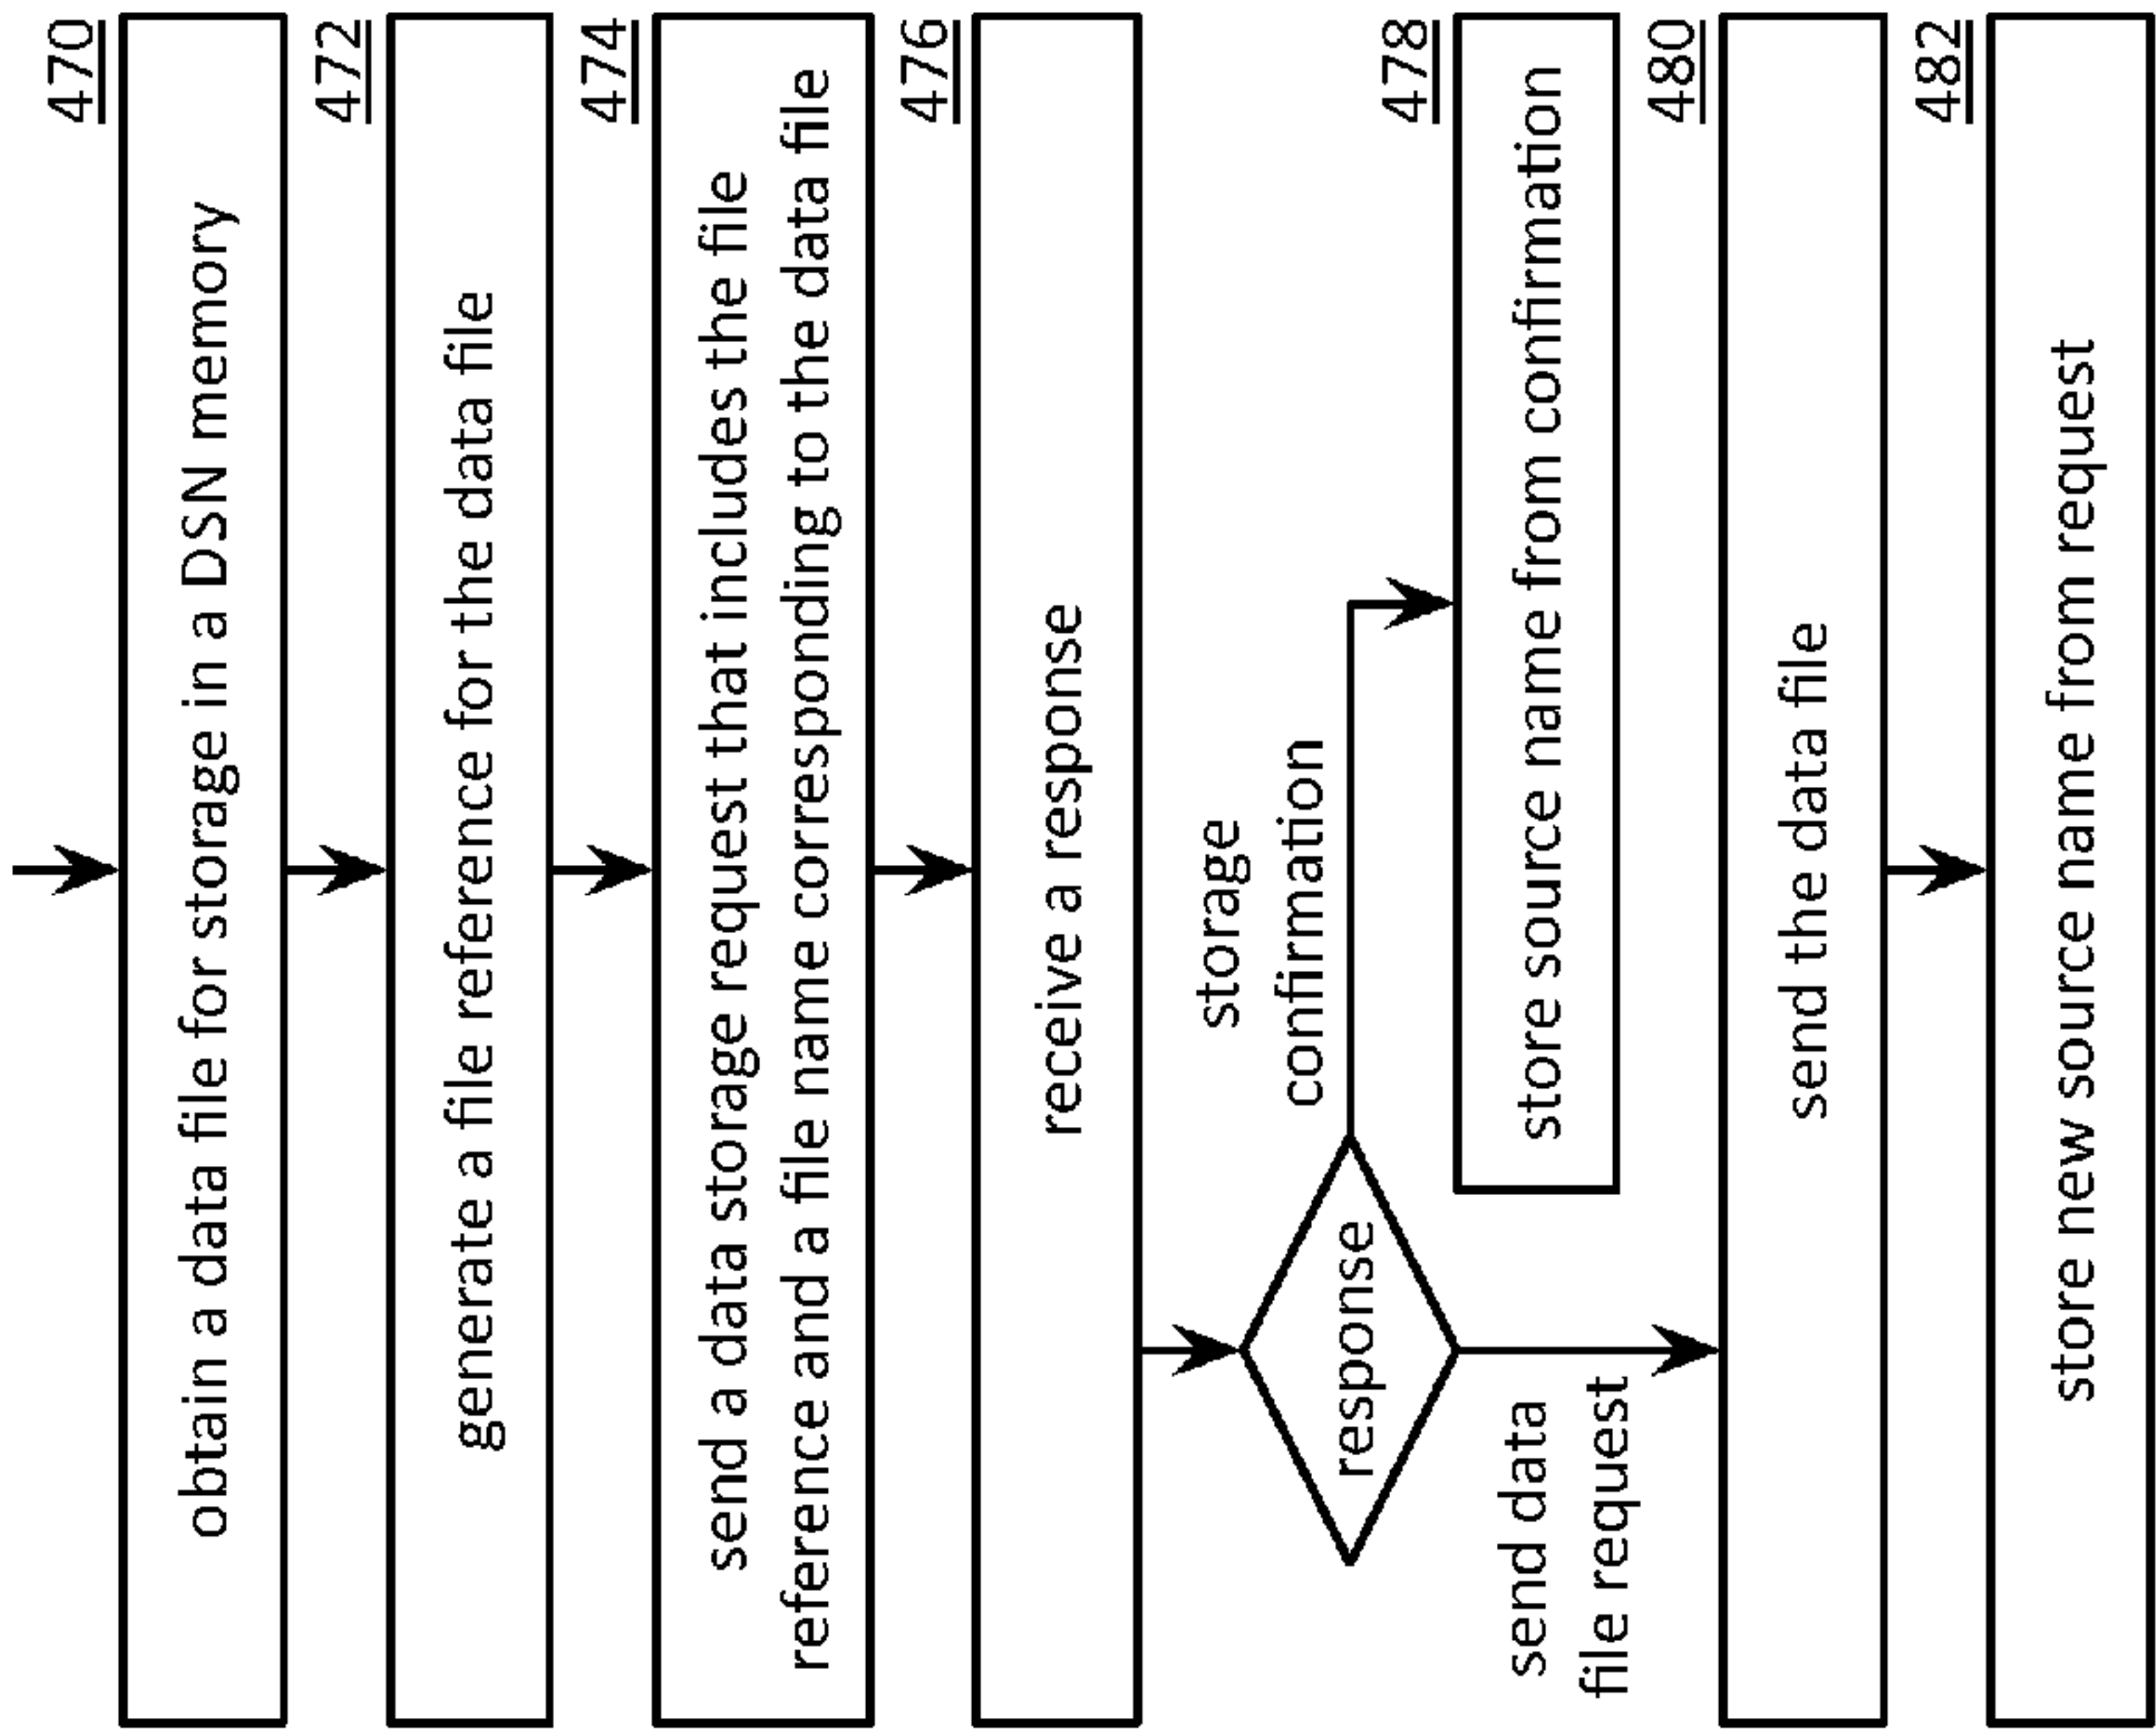 470
obtain a data file for storage in a DSN memory
472
generate a file reference for the data file
474
send a data storage request that includes the file
reference and a file name corresponding to the data file
476
receive a response
response
storage
confirmation
478
store source name from confirmation
send data
file request
480
send the data file
482
store new source name from request